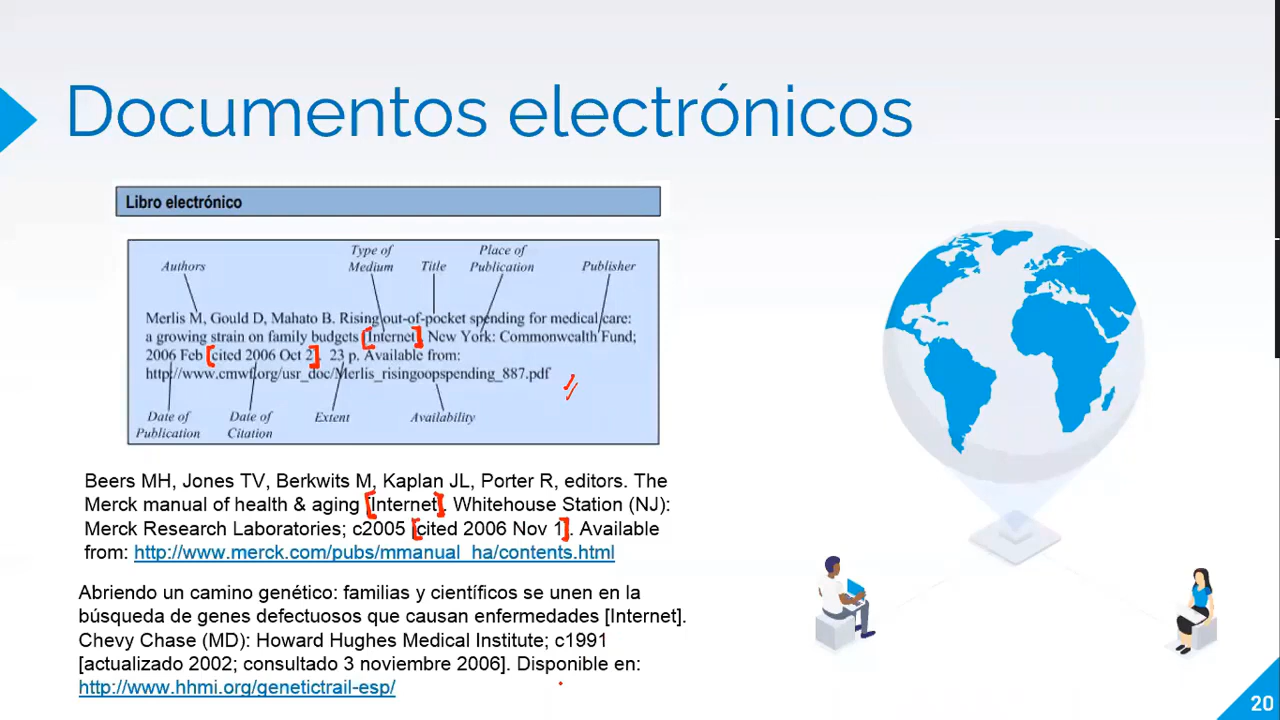 Documentos electrónicos
Libro electrónico
Authors
Type of
Medium
Title
Place of
Publication
Publisher
Merlis M, Gould D, Mahato B. Rising out-of-pocket spending for medical care:
a growing strain on family budgets [Internet]. New York: Commonwealth Fund;
2006 Feb [cited 2006 Oct 2]. 23 p. Available from:
http://www.cmwf.org/usr_doc/Merlis_risingoopspending_887.pdf
Date of
Publication
Date of
Citation
Extent
Availability
Beers MH, Jones TV, Berkwits M, Kaplan JL, Porter R, editors. The
Merck manual of health & aging [Internet]. Whitehouse Station (NJ):
Merck Research Laboratories; c2005 [cited 2006 Nov 1]. Available
from: http://www.merck.com/pubs/mmanual_ha/contents.html
Abriendo un camino genético: familias y científicos se unen en la
búsqueda de genes defectuosos que causan enfermedades [Internet].
Chevy Chase (MD): Howard Hughes Medical Institute; c1991
[actualizado 2002; consultado 3 noviembre 2006]. Disponible en:
http://www.hhmi.org/genetictrail-esp/
20